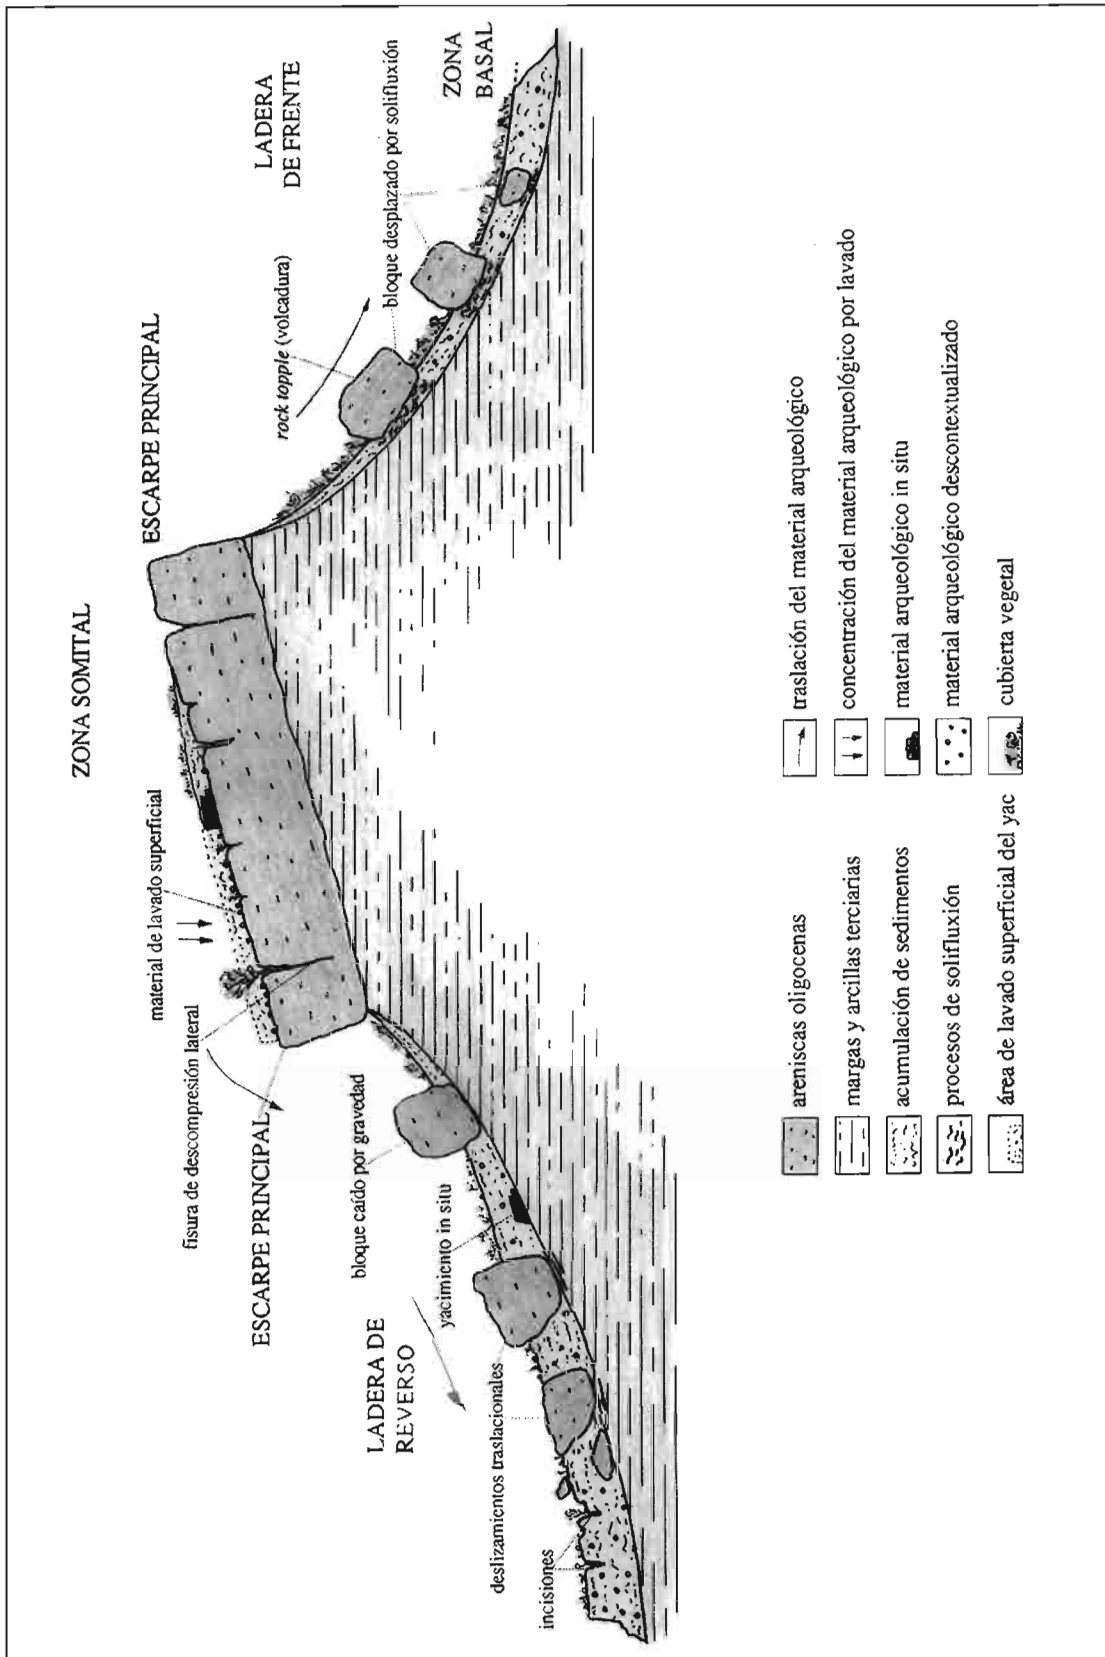 ZONA SOMITAL
ESCARPE PRINCIPAL
LADERA
DE FRENTE
ZONA
BASAL
rock topple (volcadura)
bloque desplazado por solifluxión
material de lavado superficial
fisura de descompresión lateral
ESCARPE PRINCIPAL
bloque caído por gravedad
yacimiento in situ
LADERA DE
REVERSO
deslizamientos traslacionales
incisiones
areniscas oligocenas
margas y arcillas terciarias
acumulación de sedimentos
procesos de solifluxión
área de lavado superficial del yac
traslación del material arqueológico
concentración del material arqueológico por lavado
material arqueológico in situ
material arqueológico descontextualizado
cubierta vegetal